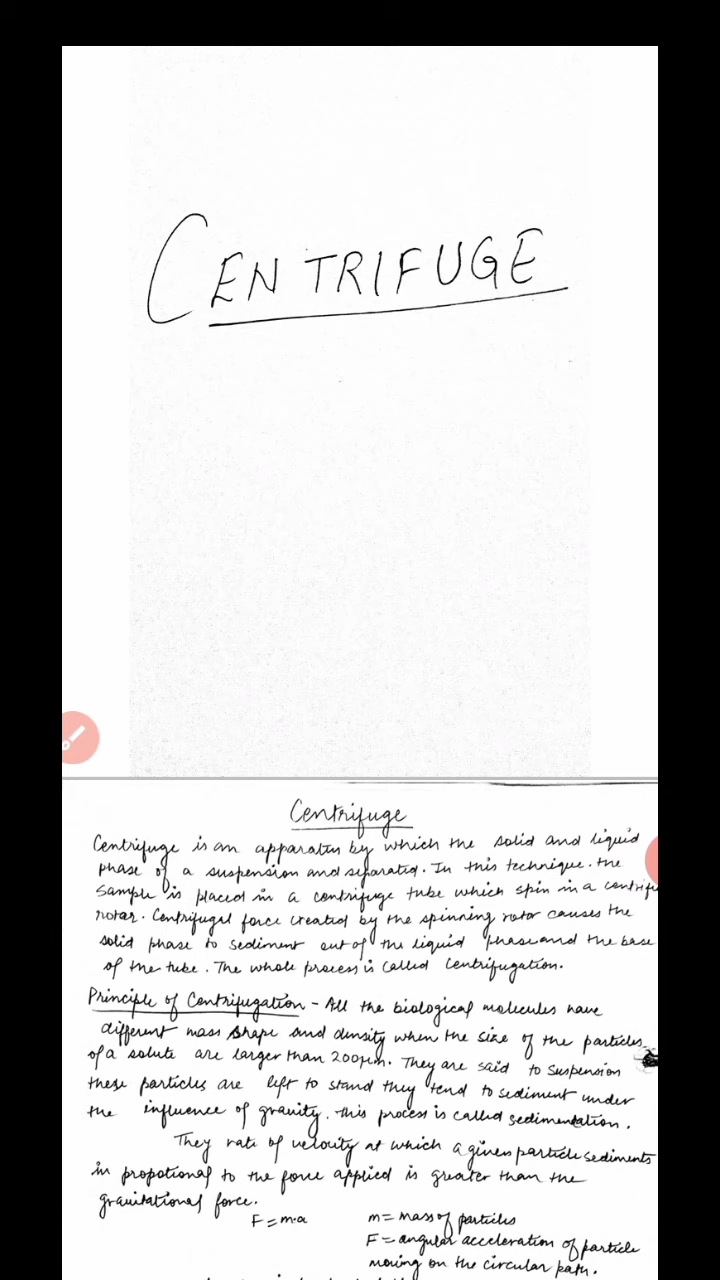 CENTRIFUGE
Centrifuge
Centrifuge is an apparatus by which the solid and liquid
phase of a suspension and separated. In this technique. the
sample is placed in a centrifuge tube which spin in a centrifu
rotar. Centrifugal force created by the spinning rotor causes the
solid phase to sediment out of the liquid phase and the base
of the tube. The whole process is called Centrifugation.
Principle of Centrifugation - All the biological molecules have
different mass shape and density when the size of the particles
of a solute are larger than 200µm. They are said to suspension
these particles are left to stand they tend to sediment under
the influence of gravity. this process is called sedimentation.
They rate of velocity at which a given particle sediments
in propotional to the force applied is greater than the
gravitational force.
F = m.a m = mass of particles
F = angular acceleration of particle
moving on the circular path.